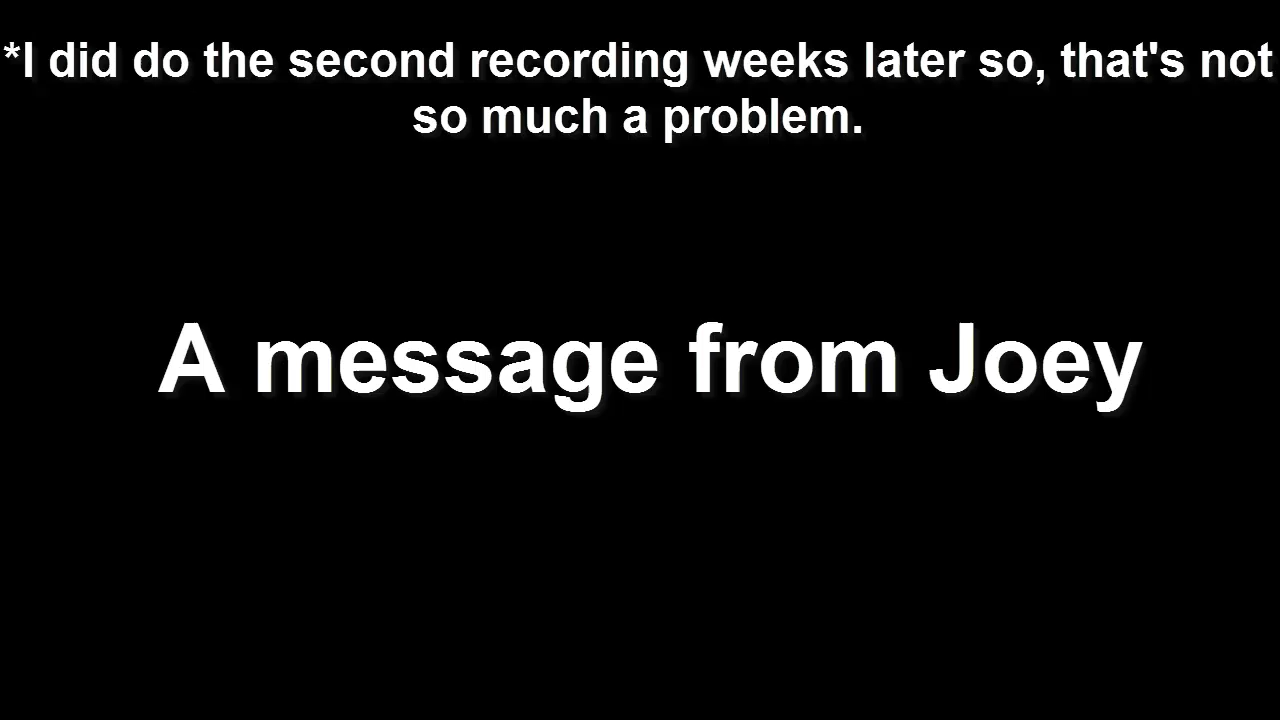 *I did do the second recording weeks later so, that's not
so much a problem.
A message from Joey